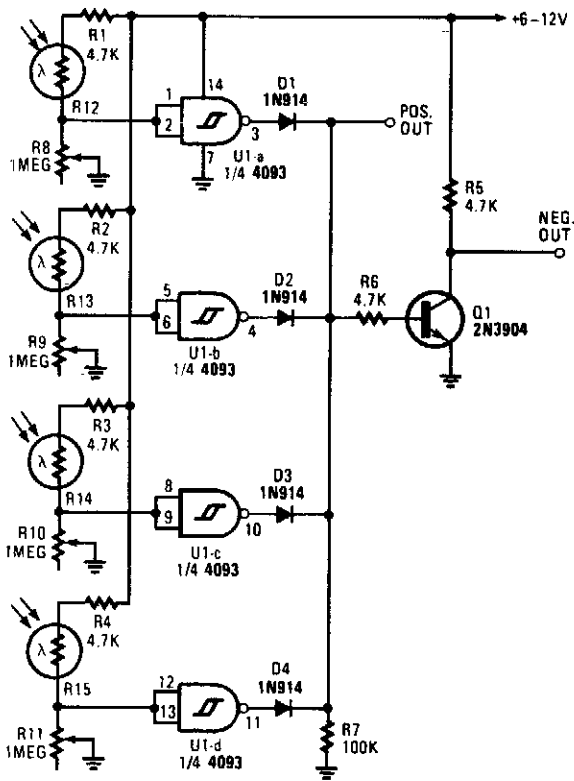 +6-12V
R1
4.7K
λ
R12
R8
1MEG
14
1
2
3
7
U1-a
1/4 4093
D1
1N914
POS.
OUT
R5
4.7K
NEG.
OUT
R2
4.7K
λ
R13
R9
1MEG
5
6
4
U1-b
1/4 4093
D2
1N914
R6
4.7K
Q1
2N3904
R3
4.7K
λ
R14
R10
1MEG
8
9
10
U1-c
1/4 4093
D3
1N914
R4
4.7K
λ
R15
R11
1MEG
12
13
11
U1-d
1/4 4093
D4
1N914
R7
100K